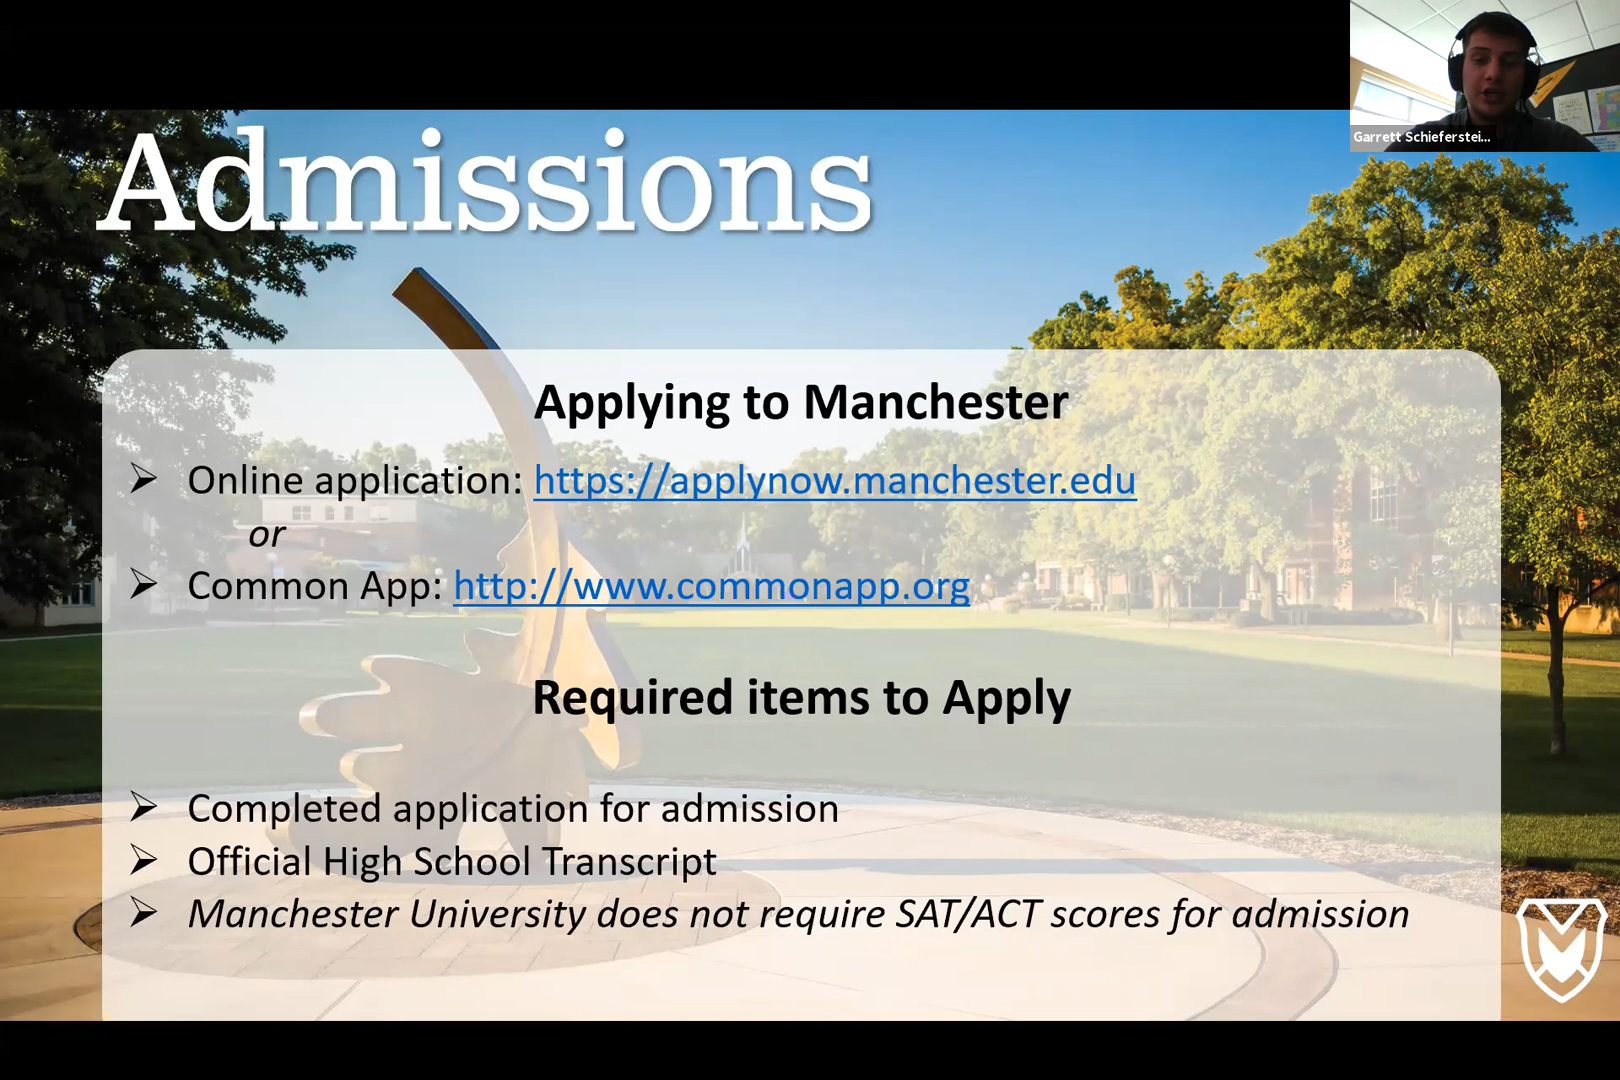 Admissions
Garrett Schieferstei...
Applying to Manchester
➢ Online application: https://applynow.manchester.edu
or
➢ Common App: http://www.commonapp.org
Required items to Apply
➢ Completed application for admission
➢ Official High School Transcript
➢ Manchester University does not require SAT/ACT scores for admission